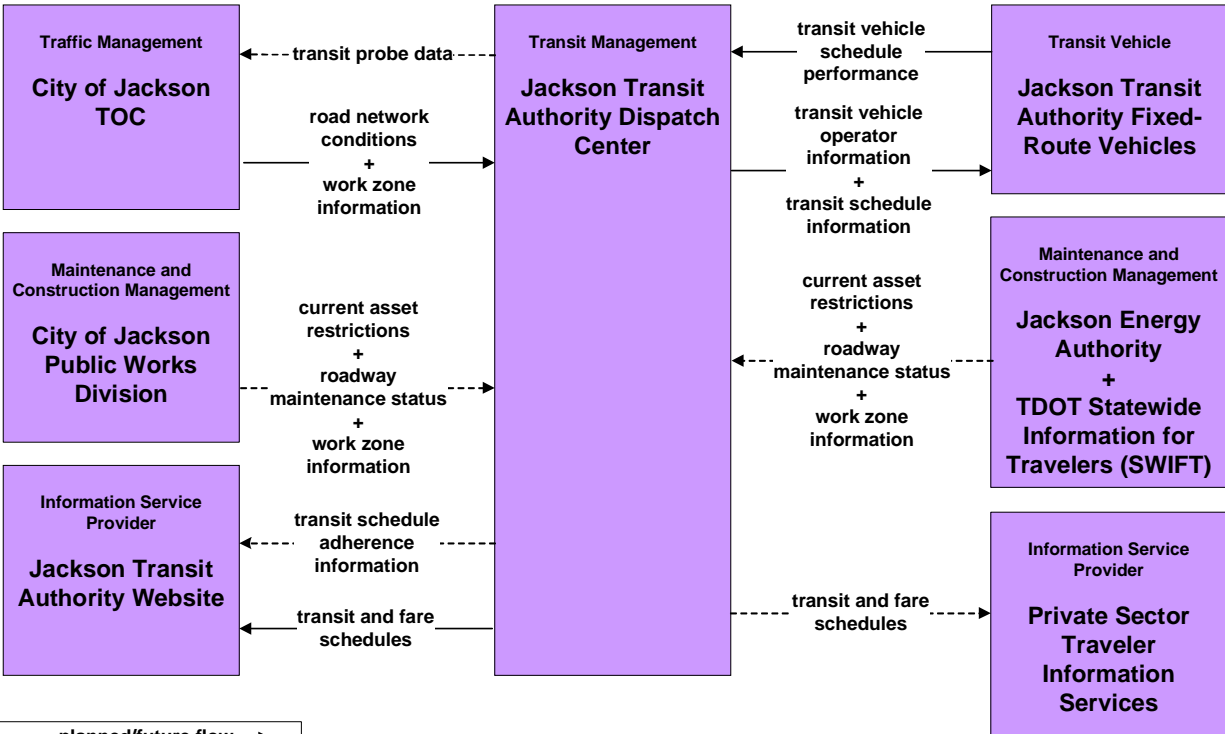 Traffic Management
City of Jackson
TOC
transit probe data
road network
conditions
+
work zone
information
Transit Management
Jackson Transit
Authority Dispatch
Center
transit vehicle
schedule
performance
transit vehicle
operator
information
+
transit schedule
information
Transit Vehicle
Jackson Transit
Authority Fixed-
Route Vehicles
Maintenance and
Construction Management
City of Jackson
Public Works
Division
current asset
restrictions
+
roadway
maintenance status
+
work zone
information
current asset
restrictions
+
roadway
maintenance status
+
work zone
information
Maintenance and
Construction Management
Jackson Energy
Authority
+
TDOT Statewide
Information for
Travelers (SWIFT)
Information Service
Provider
Jackson Transit
Authority Website
transit schedule
adherence
information
transit and fare
schedules
transit and fare
schedules
Information Service
Provider
Private Sector
Traveler
Information
Services
planned/future flow